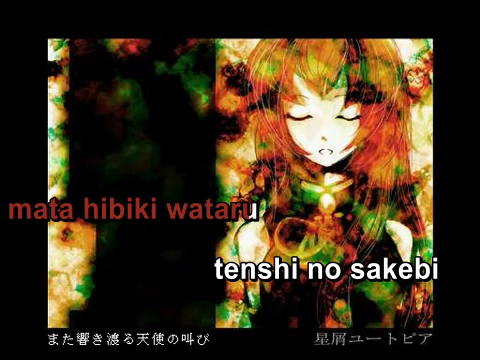 mata hibiki wataru
tenshi no sakebi
また響き渡る天使の叫び
星屑ユートピア